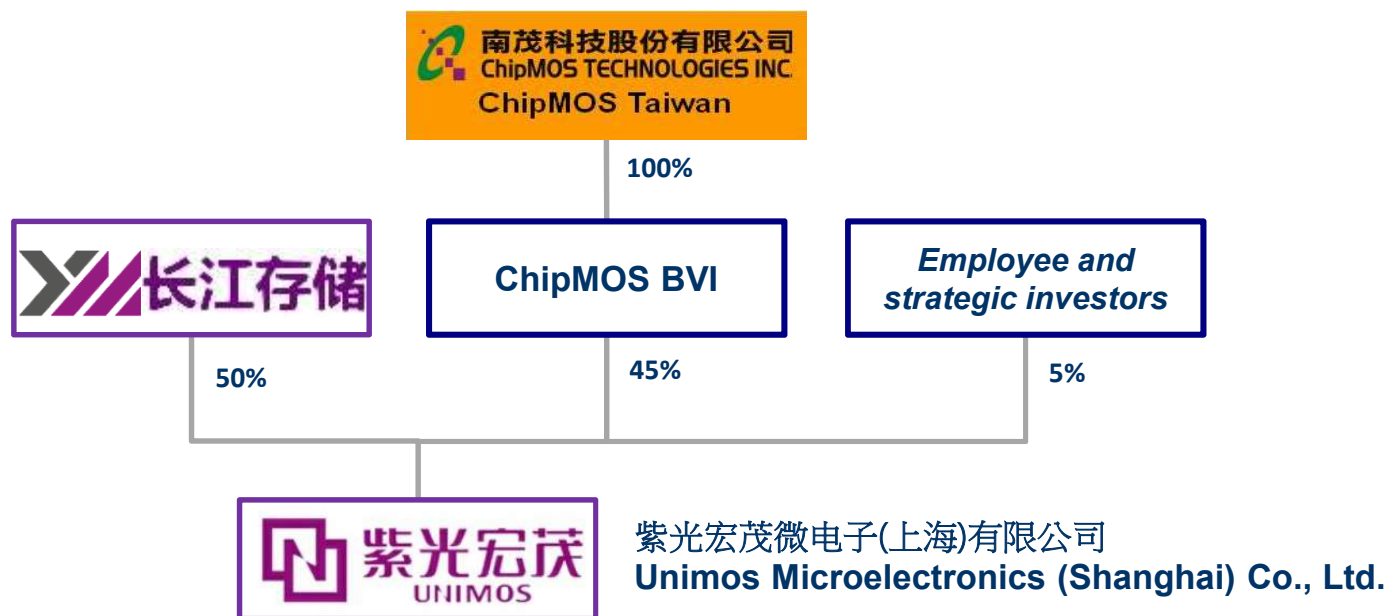 南茂科技股份有限公司
ChipMOS TECHNOLOGIES INC.
ChipMOS Taiwan
100%
长江存储
ChipMOS BVI
Employee and
strategic investors
50%
45%
5%
紫光宏茂
UNIMOS
紫光宏茂微电子(上海)有限公司
Unimos Microelectronics (Shanghai) Co., Ltd.